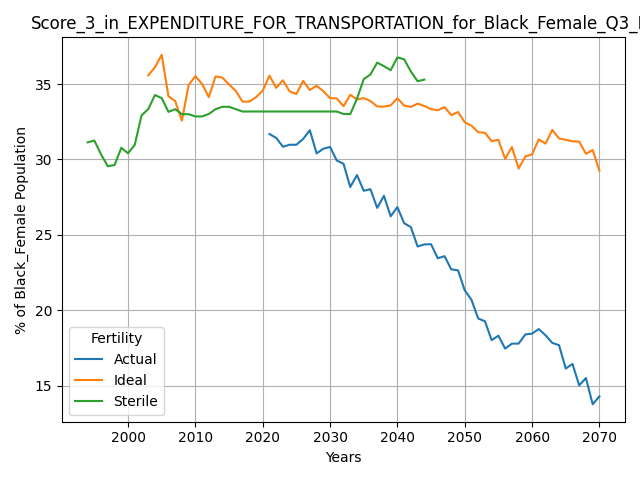 Score_3_in_EXPENDITURE_FOR_TRANSPORTATION_for_Black_Female_Q3_
% of Black_Female Population
35
30
25
20
15
Fertility
Actual
Ideal
Sterile
2000 2010 2020 2030 2040 2050 2060 2070
Years